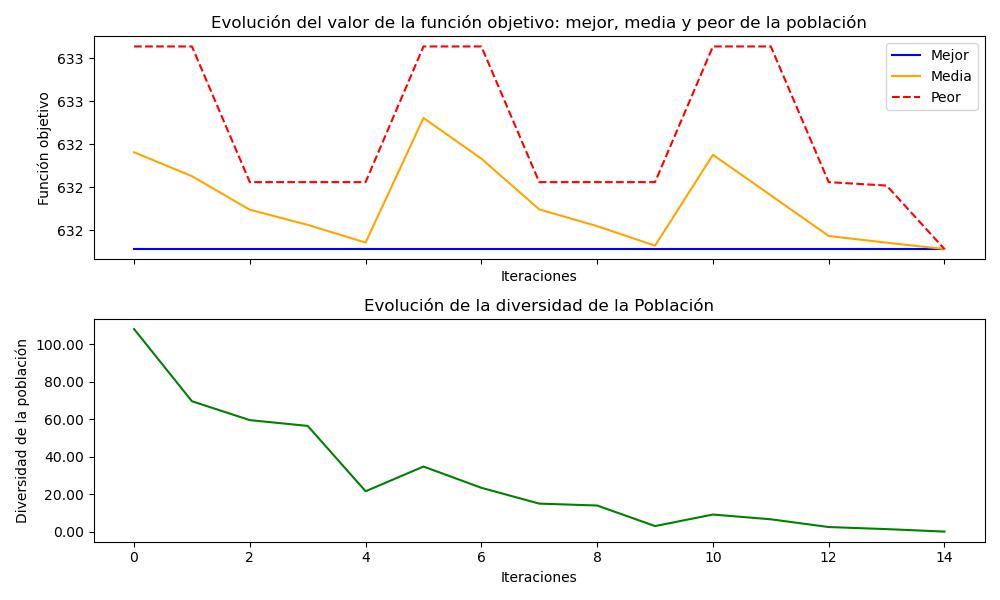 Evolución del valor de la función objetivo: mejor, media y peor de la población
Función objetivo
633
633
632
632
632
Mejor
Media
Peor
Iteraciones
Evolución de la diversidad de la Población
Diversidad de la población
100.00
80.00
60.00
40.00
20.00
0.00
0 2 4 6 8 10 12 14
Iteraciones